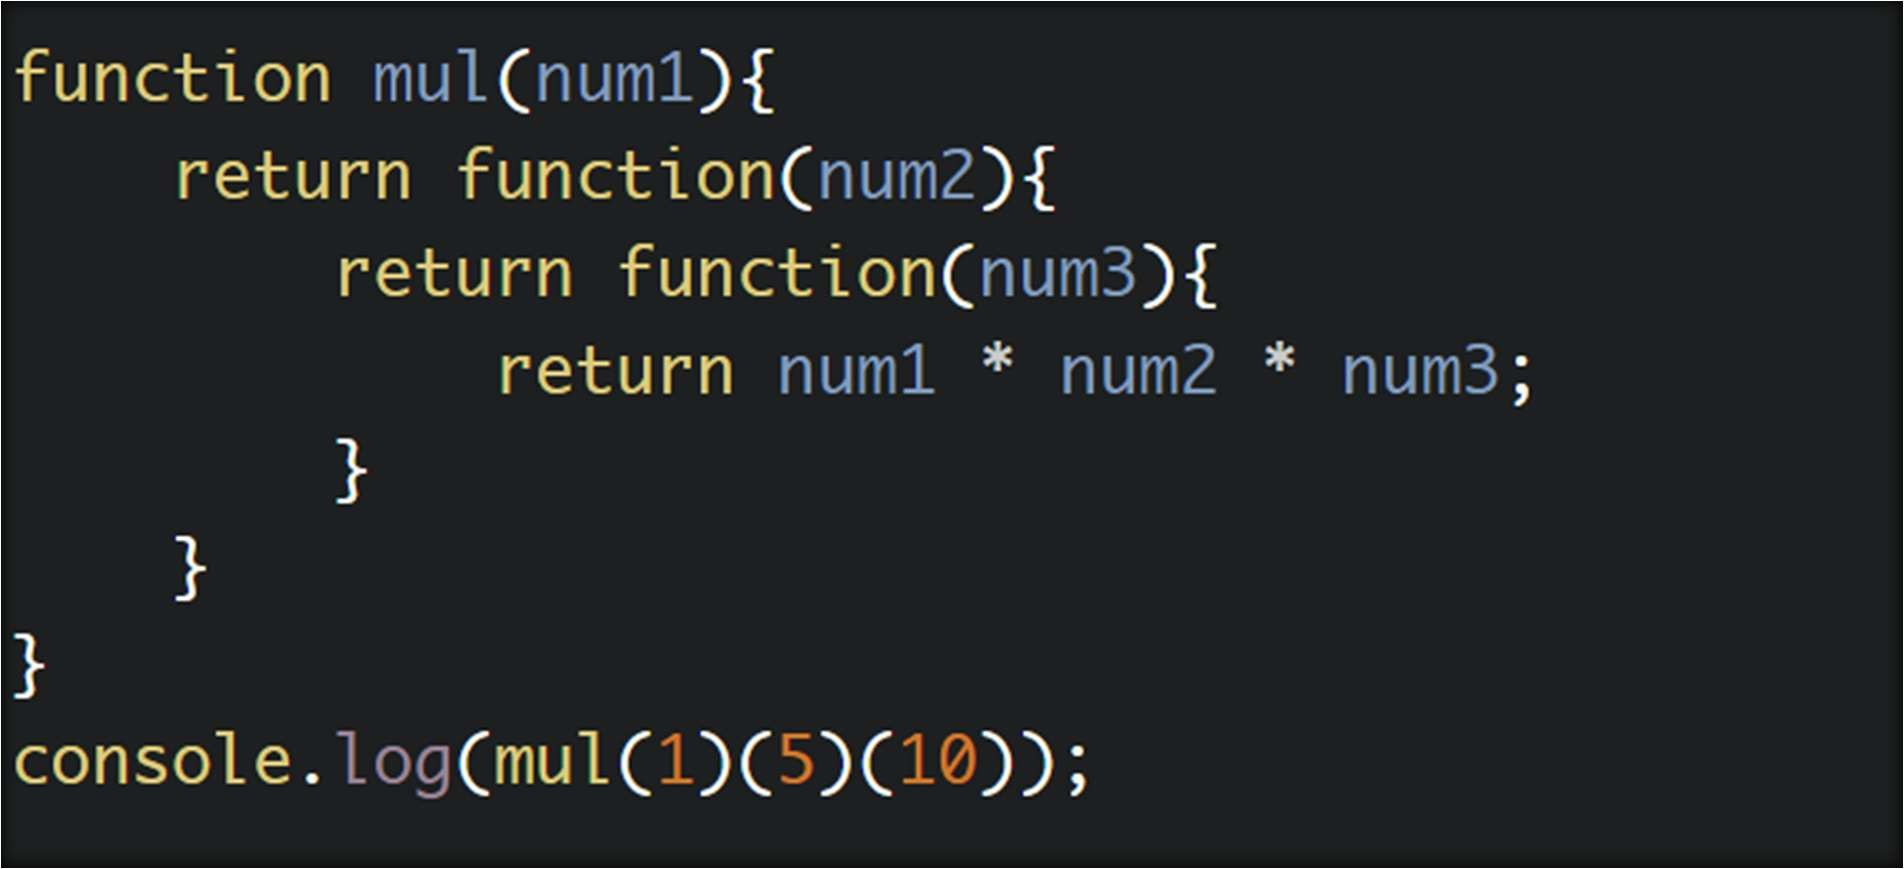 function mul(num1){
    return function(num2){
        return function(num3){
            return num1 * num2 * num3;
        }
    }
}
console.log(mul(1)(5)(10));